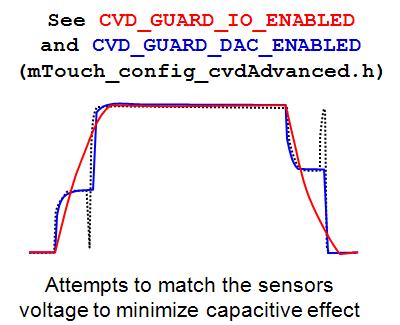 See CVD_GUARD_IO_ENABLED
and CVD_GUARD_DAC_ENABLED
(mTouch_config_cvdAdvanced.h)
Attempts to match the sensors
voltage to minimize capacitive effect